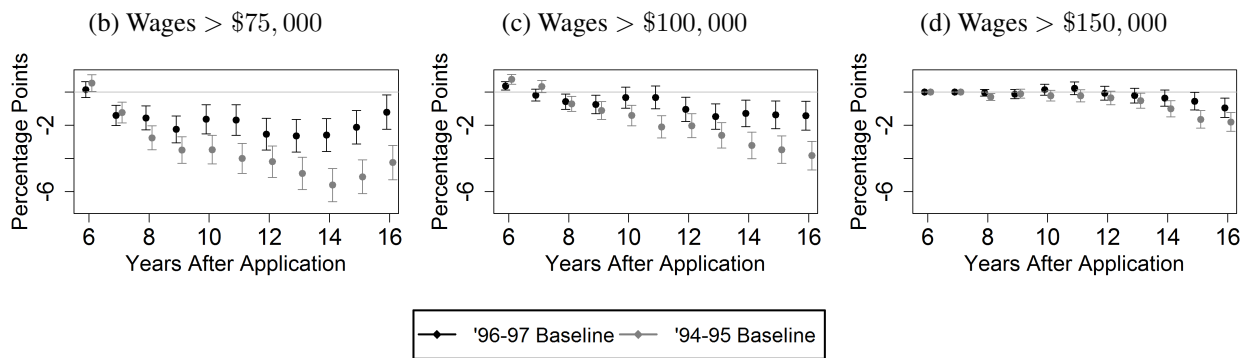 (b) Wages > $75,000
(c) Wages > $100,000
(d) Wages > $150,000
Percentage Points
-2
-6
6 8 10 12 14 16
Years After Application
Percentage Points
-2
-6
6 8 10 12 14 16
Years After Application
Percentage Points
-2
-6
6 8 10 12 14 16
Years After Application
'96-97 Baseline
'94-95 Baseline